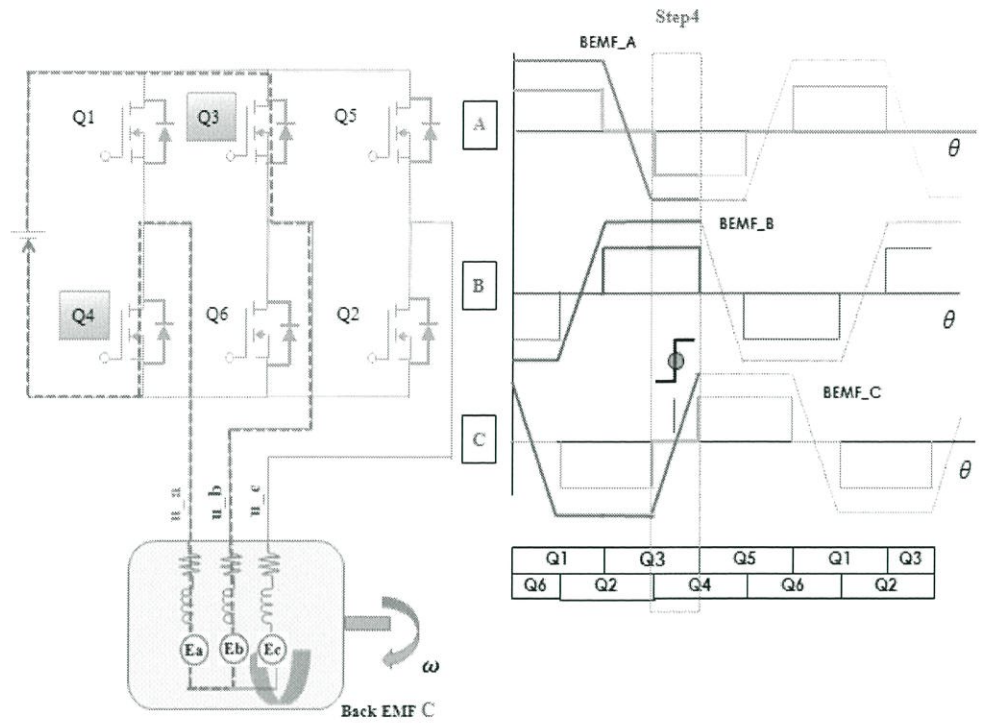 Step4
BEMF_A
Q1
Q3
Q5
A
θ
BEMF_B
Q4
Q6
Q2
B
θ
BEMF_C
C
θ
u_a
u_b
u_c
Q1 Q3 Q5 Q1 Q3
Q6 Q2 Q4 Q6 Q2
Ea Eb Ec
ω
Back EMF C